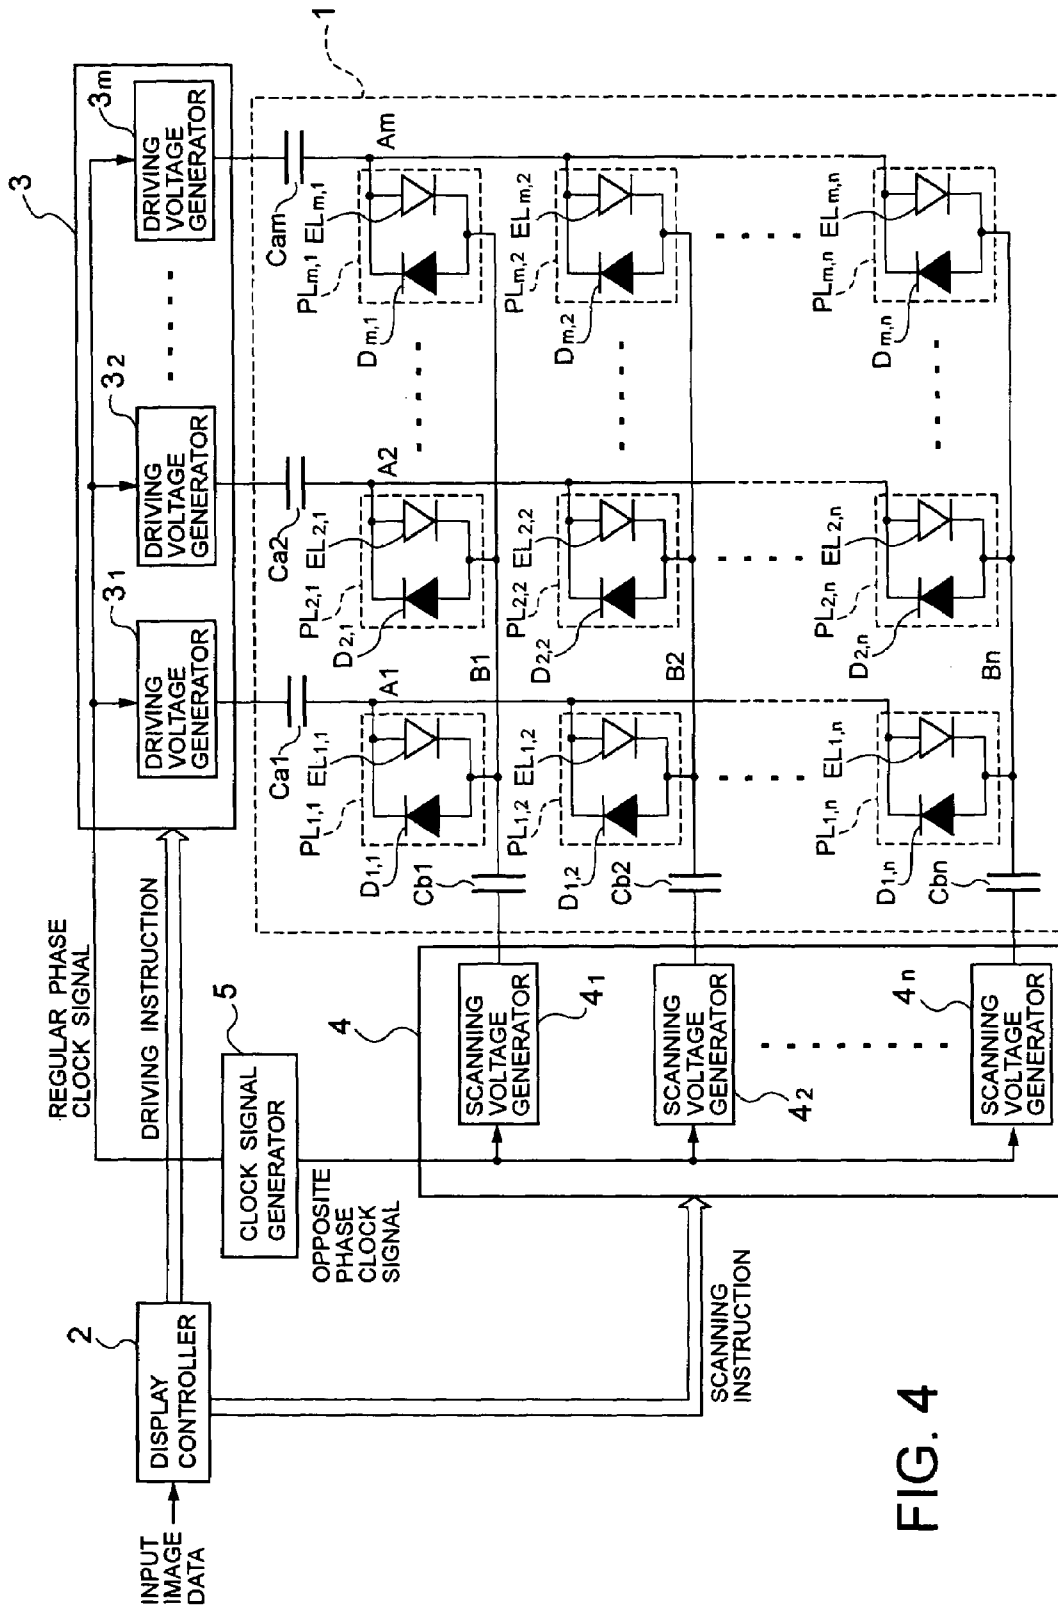 FIG. 4
INPUT
IMAGE
DATA
2
DISPLAY
CONTROLLER
DRIVING INSTRUCTION
SCANNING
INSTRUCTION
REGULAR PHASE
CLOCK SIGNAL
5
CLOCK SIGNAL
GENERATOR
OPPOSITE
PHASE
CLOCK
SIGNAL
3
31
DRIVING
VOLTAGE
GENERATOR
32
DRIVING
VOLTAGE
GENERATOR
3m
DRIVING
VOLTAGE
GENERATOR
4
SCANNING
VOLTAGE
GENERATOR
41
SCANNING
VOLTAGE
GENERATOR
42
SCANNING
VOLTAGE
GENERATOR
4n
1
Ca1
Ca2
Cam
A1
A2
Am
PL1,1
EL1,1
PL2,1
EL2,1
PLm,1
ELm,1
D1,1
D2,1
Dm,1
Cb1
B1
PL1,2
EL1,2
PL2,2
EL2,2
PLm,2
ELm,2
D1,2
D2,2
Dm,2
Cb2
B2
PL1,n
EL1,n
PL2,n
EL2,n
PLm,n
ELm,n
D1,n
D2,n
Dm,n
Cbn
Bn